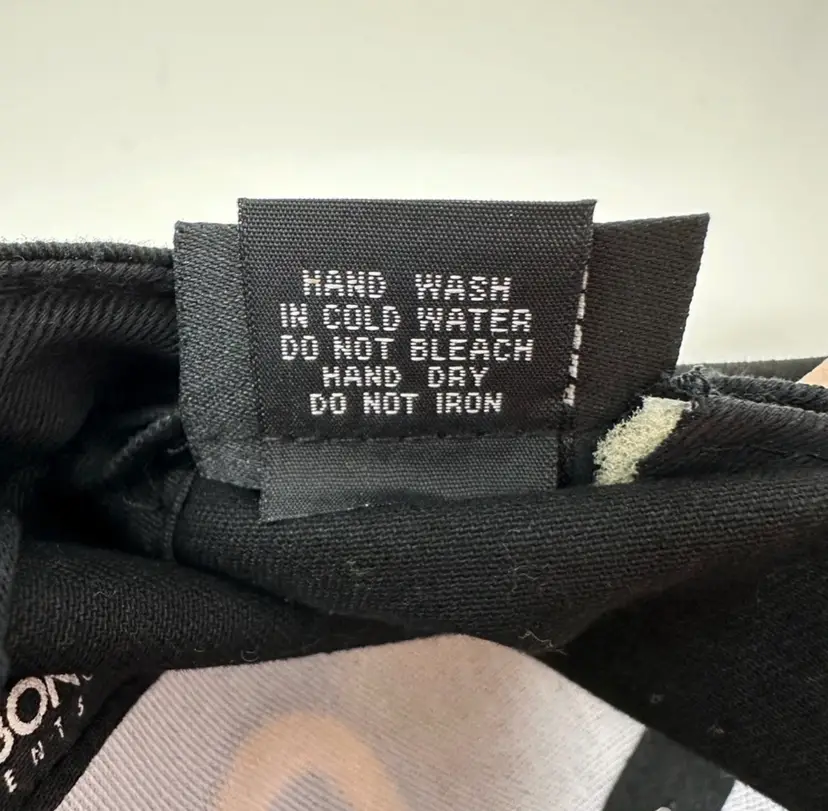 HAND WASH
IN COLD WATER
DO NOT BLEACH
HAND DRY
DO NOT IRON